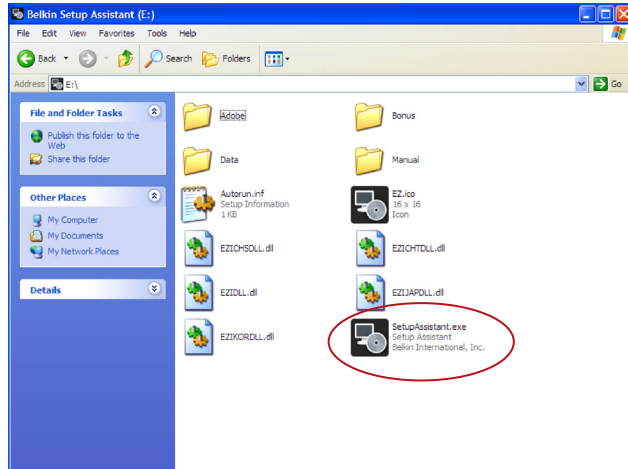 Belkin Setup Assistant (E:)
File Edit View Favorites Tools Help
Back Search Folders
Address E:\ Go
File and Folder Tasks
Publish this folder to the
Web
Share this folder
Other Places
My Computer
My Documents
My Network Places
Details
Adobe
Bonus
Data
Manual
Autorun.inf
Setup Information
1 KB
EZ.ico
16 x 16
Icon
EZICHSDLL.dll
EZICHTDLL.dll
EZIDLL.dll
EZIJAPDLL.dll
EZIKORDLL.dll
SetupAssistant.exe
Setup Assistant
Belkin International, Inc.